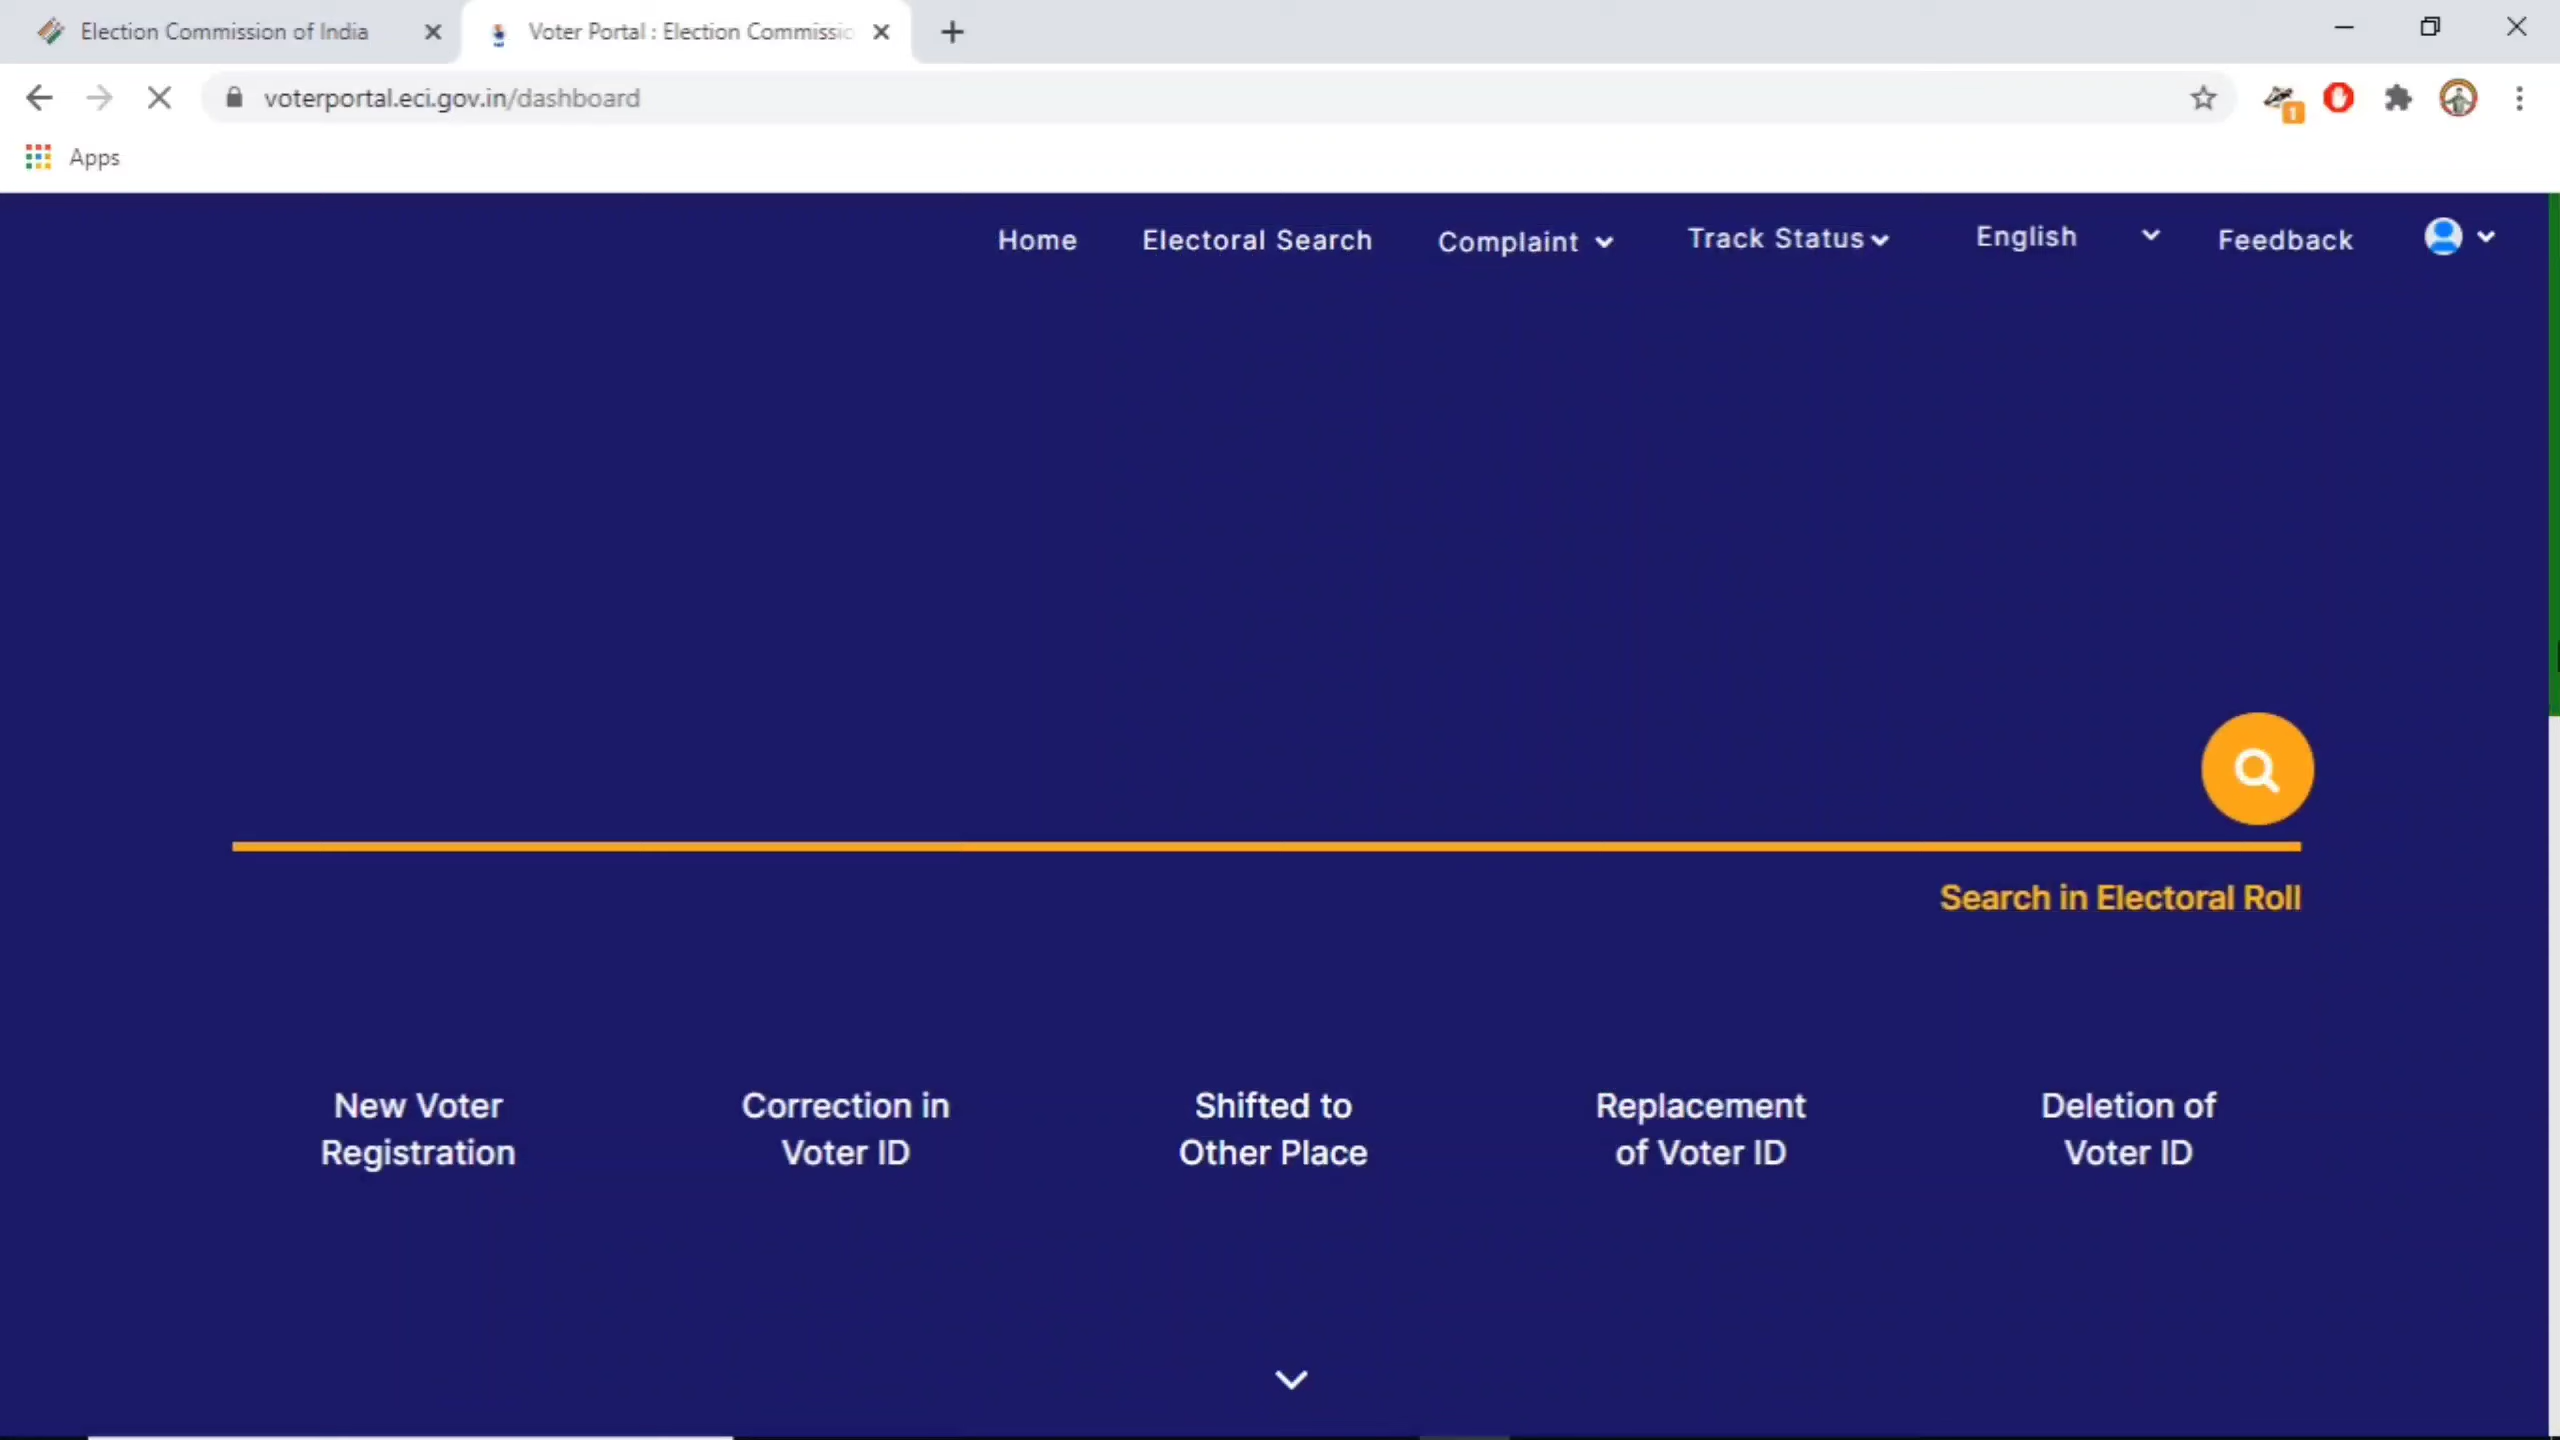 Election Commission of India
Voter Portal : Election Commissio
voterportal.eci.gov.in/dashboard
1
Apps
Home
Electoral Search
Complaint
Track Status
English
Feedback
Search in Electoral Roll
New Voter
Registration
Correction in
Voter ID
Shifted to
Other Place
Replacement
of Voter ID
Deletion of
Voter ID